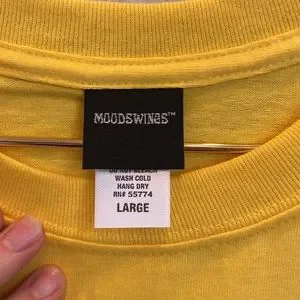 MOODSWINGS™
DO NOT BLEACH
WASH COLD
HANG DRY
RN# 55774
LARGE